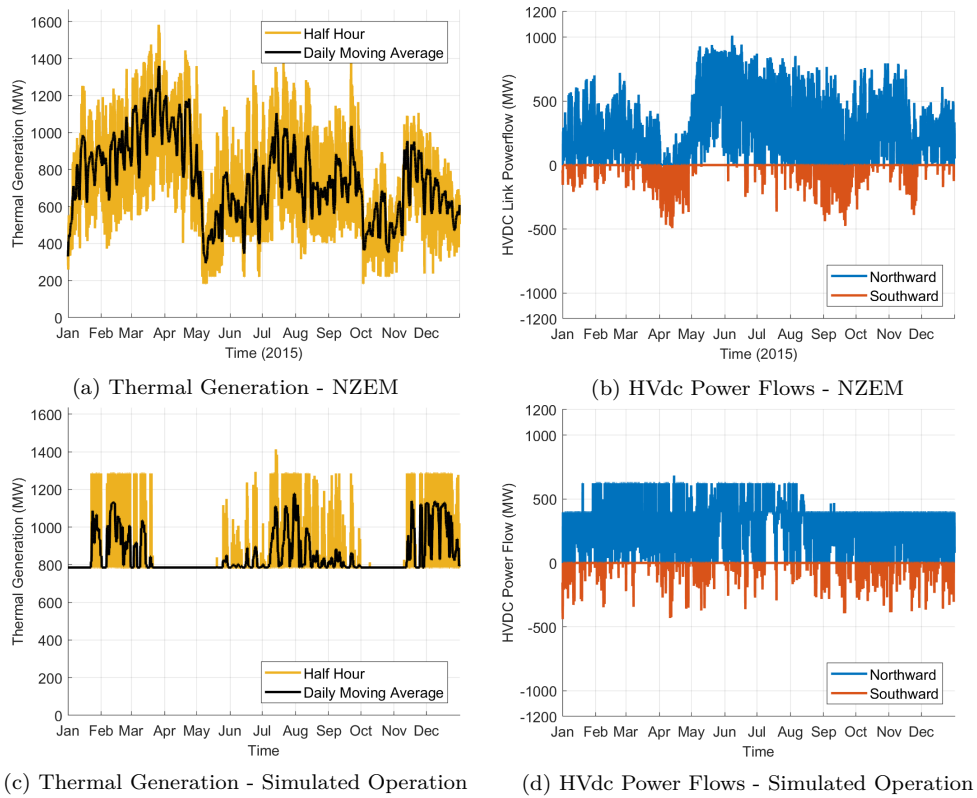 1600
1400
1200
1000
800
600
400
200
0
Thermal Generation (MW)
Half Hour
Daily Moving Average
Jan Feb Mar Apr May Jun Jul Aug Sep Oct Nov Dec
Time (2015)
(a) Thermal Generation - NZEM
1200
1000
500
0
-500
-1000
-1200
HVDC Link Powerflow (MW)
Northward
Southward
Jan Feb Mar Apr May Jun Jul Aug Sep Oct Nov Dec
Time (2015)
(b) HVdc Power Flows - NZEM
1600
1400
1200
1000
800
600
400
200
0
Thermal Generation (MW)
Half Hour
Daily Moving Average
Jan Feb Mar Apr May Jun Jul Aug Sep Oct Nov Dec
Time
(c) Thermal Generation - Simulated Operation
1200
1000
500
0
-500
-1000
-1200
HVDC Power Flow (MW)
Northward
Southward
Jan Feb Mar Apr May Jun Jul Aug Sep Oct Nov Dec
Time
(d) HVdc Power Flows - Simulated Operation